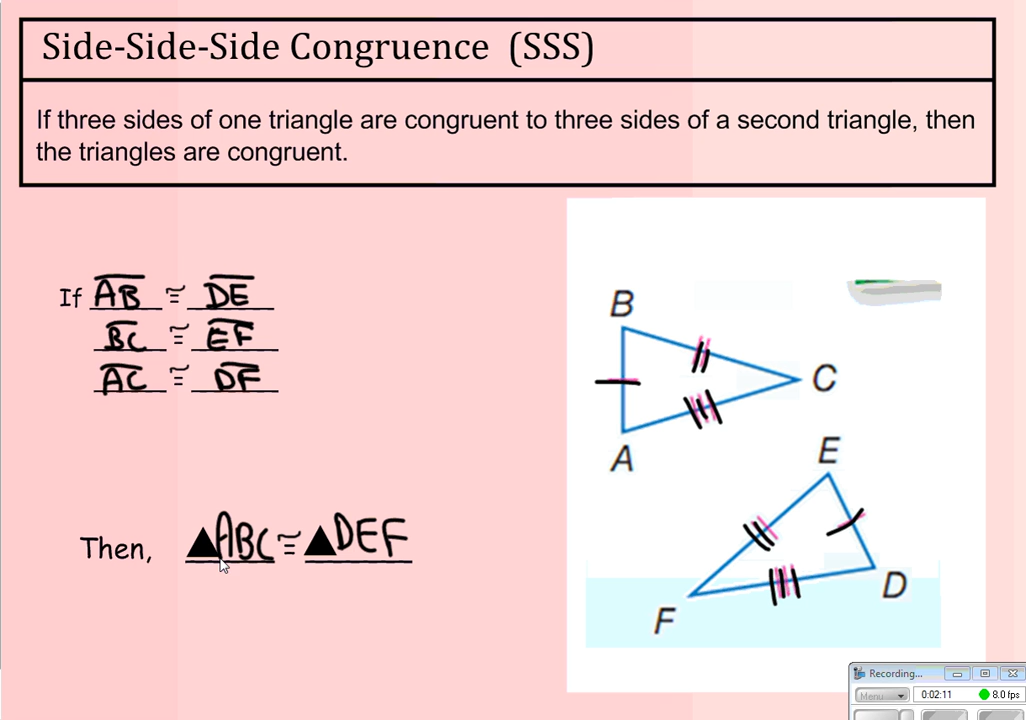 Side-Side-Side Congruence (SSS)
If three sides of one triangle are congruent to three sides of a second triangle, then
the triangles are congruent.
If AB ≅ DE
BC ≅ EF
AC ≅ DF
Then, ▲ABC ≅ ▲DEF
B
C
A
E
D
F
Recording...
Menu
0:02:11
8.0 fps